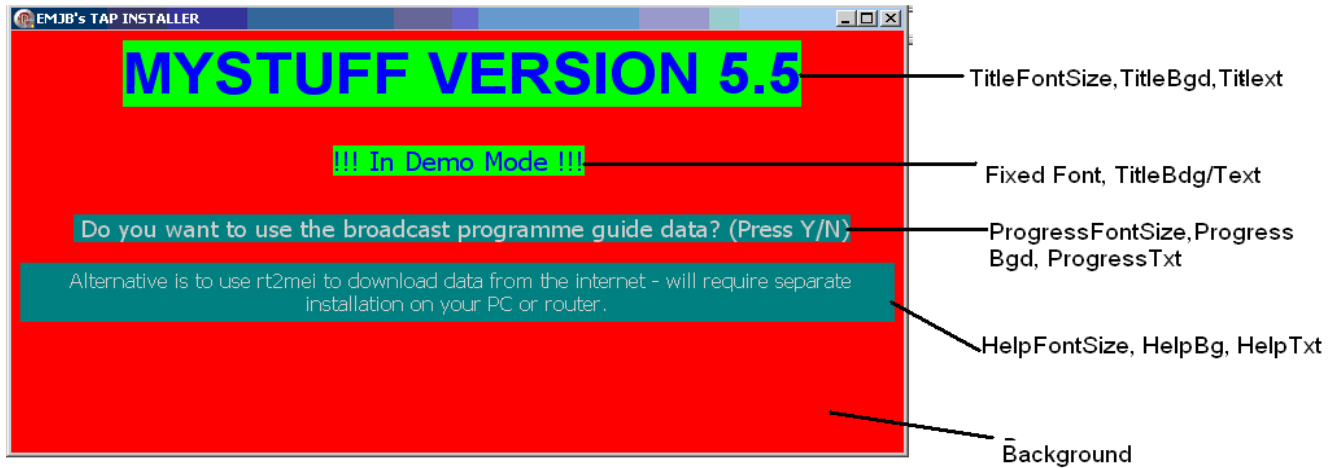 EMJB's TAP INSTALLER
MYSTUFF VERSION 5.5
TitleFontSize,TitleBgd,Titlext
!!! In Demo Mode !!!
Fixed Font, TitleBdg/Text
Do you want to use the broadcast programme guide data? (Press Y/N)
ProgressFontSize,Progress
Bgd, ProgressTxt
Alternative is to use rt2mei to download data from the internet - will require separate
installation on your PC or router.
HelpFontSize, HelpBg, HelpTxt
Background